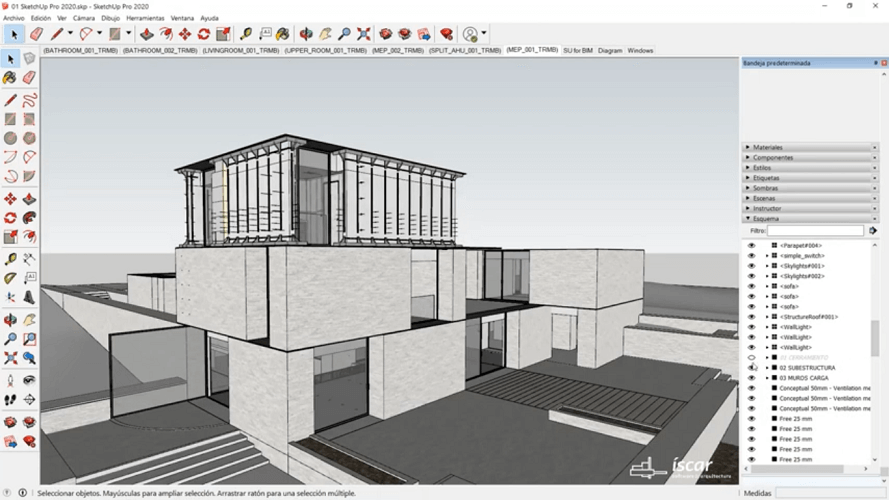 01 SketchUp Pro 2020.skp - SketchUp Pro 2020
Archivo Edición Ver Cámara Dibujo Herramientas Ventana Ayuda
(BATHROOM_001_TRMB) (BATHROOM_002_TRMB) (LIVINGROOM_001_TRMB) (UPPER_ROOM_001_TRMB) (MEP_002_TRMB) (SPLIT_AHU_001_TRMB) (MEP_001_TRMB) SU for BIM Diagram Windows
Bandeja predeterminada
Materiales
Componentes
Estilos
Etiquetas
Sombras
Escenas
Instructor
Esquema
Filtro:
<Parapet#004>
<simple_switch>
<Skylights#001>
<Skylights#002>
<sofa>
<sofa>
<sofa>
<StructureRoof#001>
<WallLight>
<WallLight>
<WallLight>
01 CERRAMIENTO
02 SUBESTRUCTURA
03 MUROS CARGA
Conceptual 50mm - Ventilation me
Conceptual 50mm - Ventilation me
Conceptual 50mm - Ventilation me
Free 25 mm
Free 25 mm
Free 25 mm
Free 25 mm
Free 25 mm
íscar
Seleccionar objetos. Mayúsculas para ampliar selección. Arrastrar ratón para una selección múltiple.
Medidas